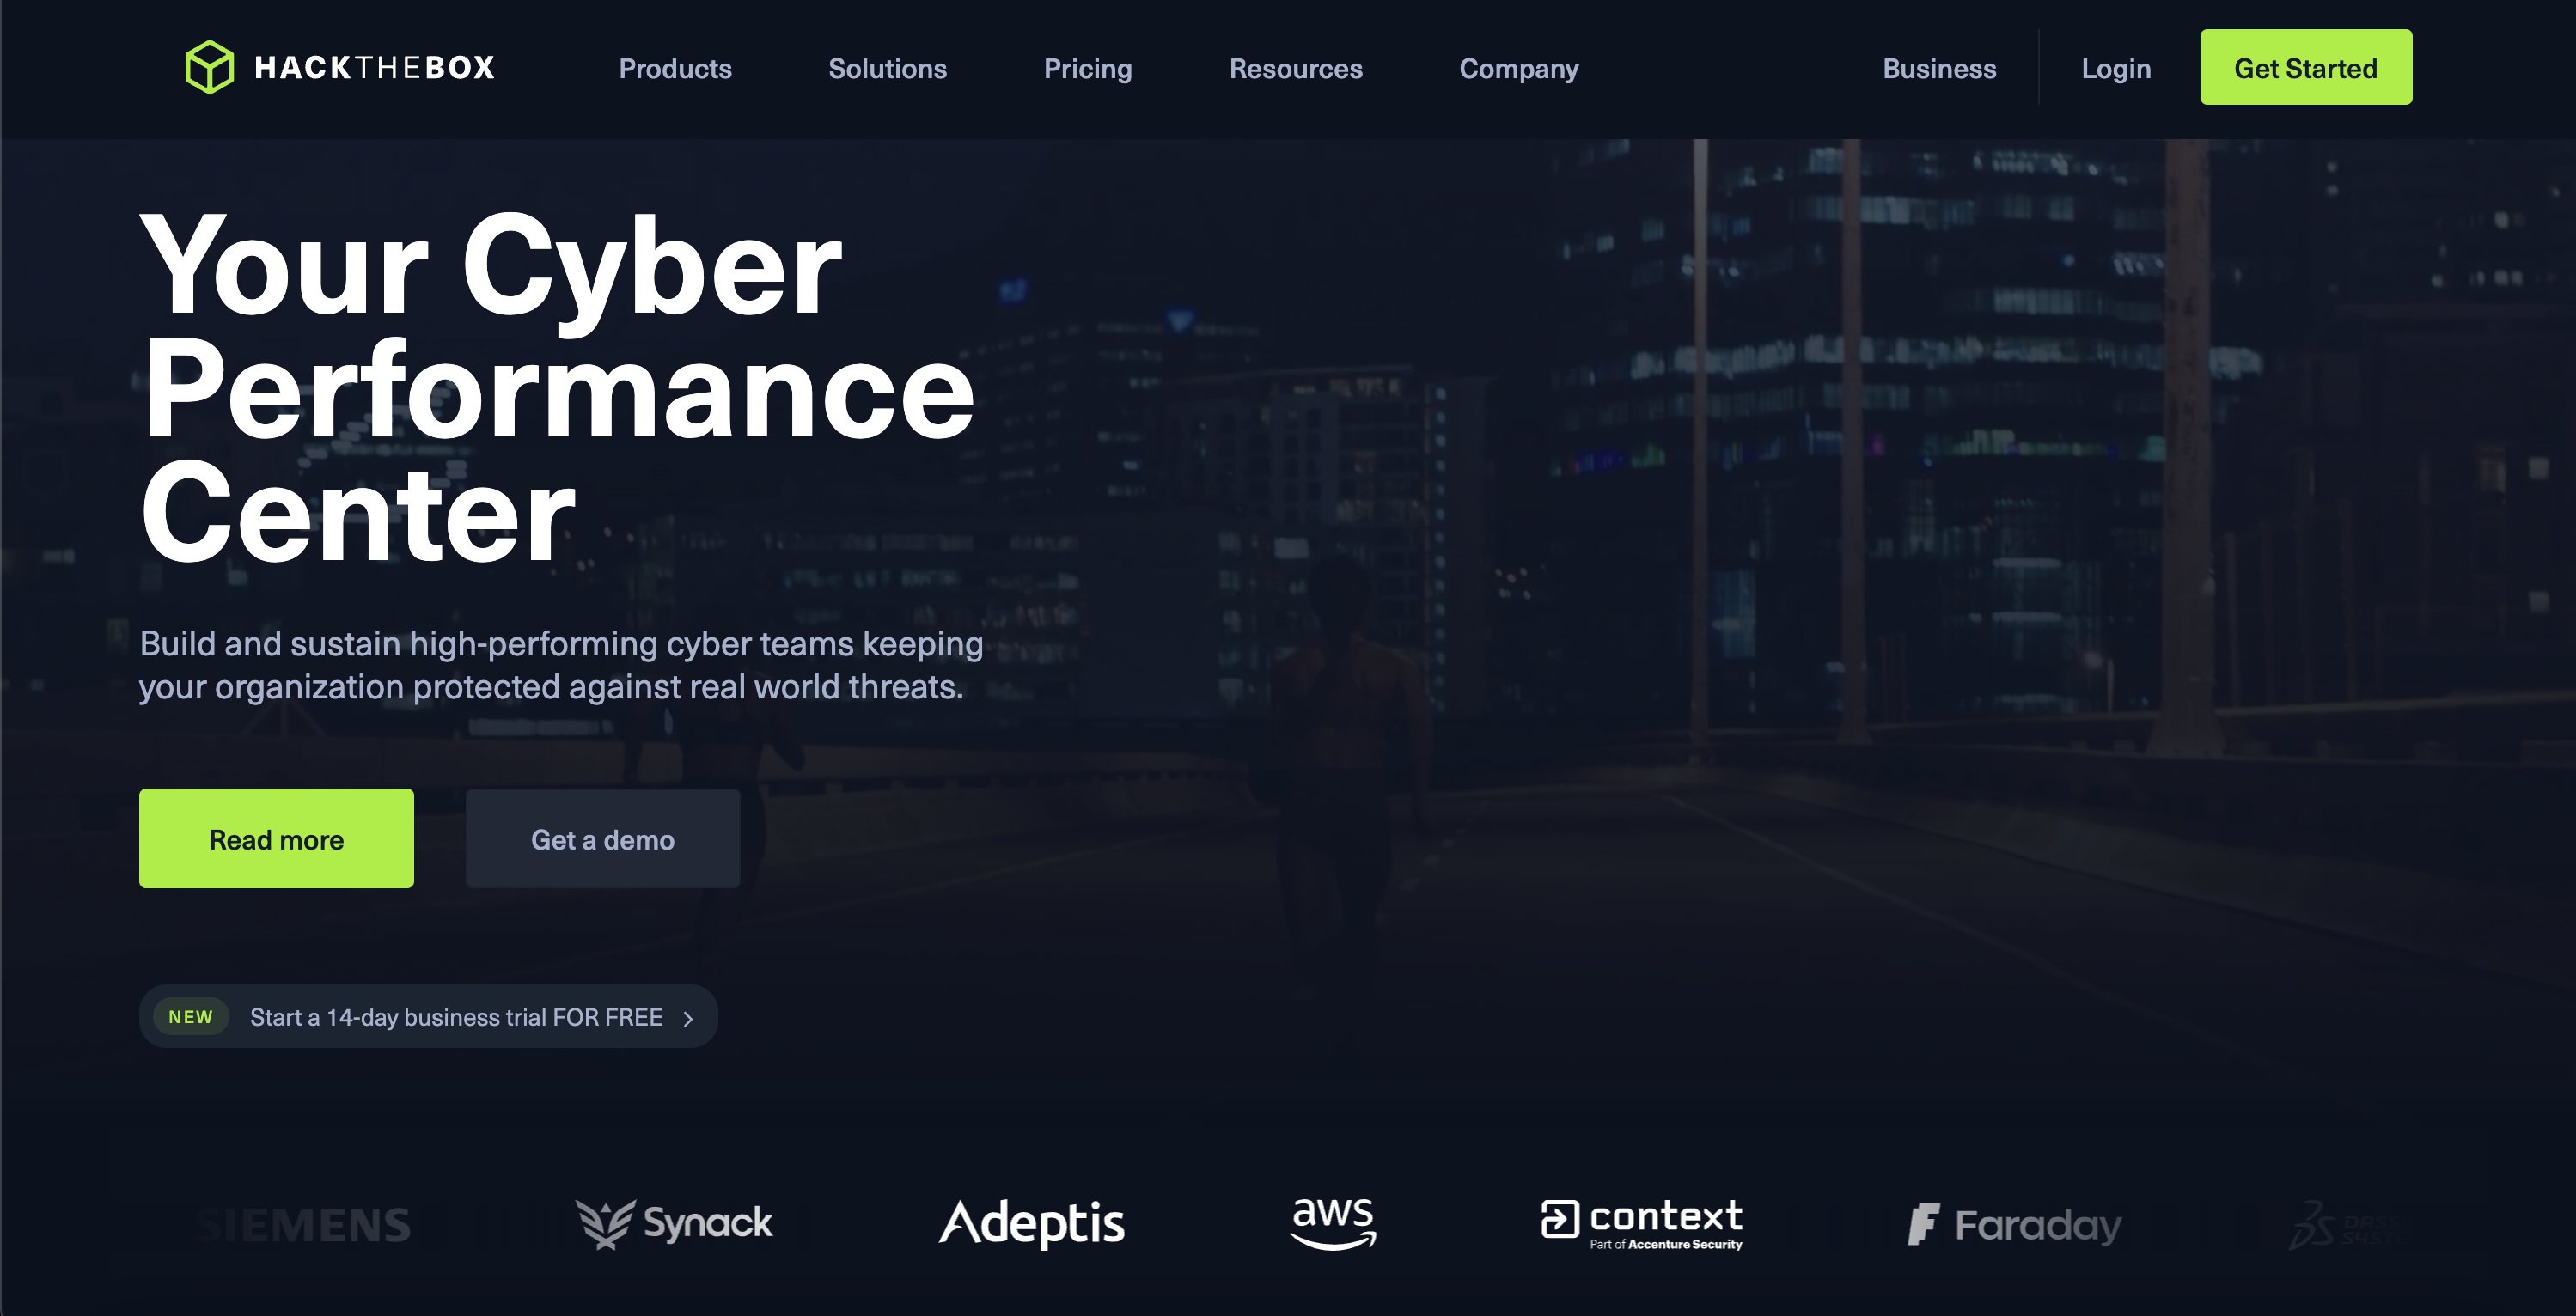 HACKTHEBOX
Products
Solutions
Pricing
Resources
Company
Business
Login
Get Started
Your Cyber
Performance
Center
Build and sustain high-performing cyber teams keeping
your organization protected against real world threats.
Read more
Get a demo
NEW
Start a 14-day business trial FOR FREE
SIEMENS
Synack
Adeptis
aws
context
Part of Accenture Security
Faraday